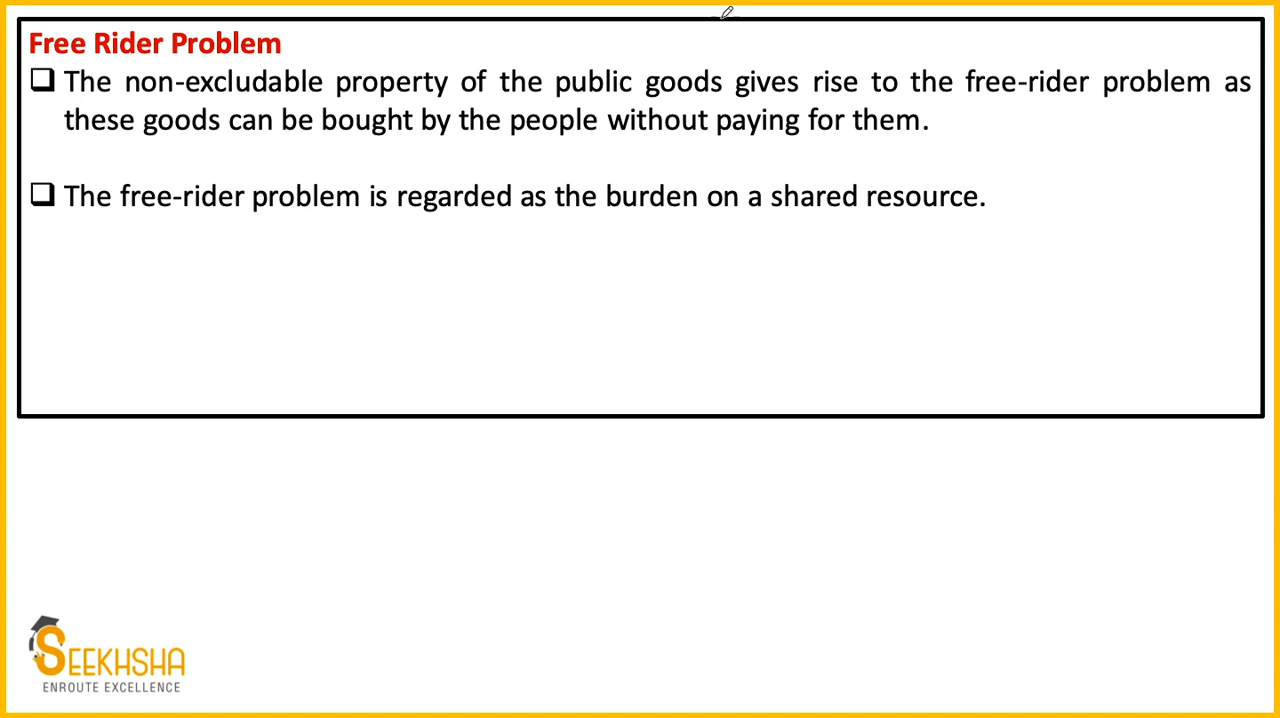 Free Rider Problem
❑ The non-excludable property of the public goods gives rise to the free-rider problem as
these goods can be bought by the people without paying for them.
❑ The free-rider problem is regarded as the burden on a shared resource.
SEEKHSHA
ENROUTE EXCELLENCE